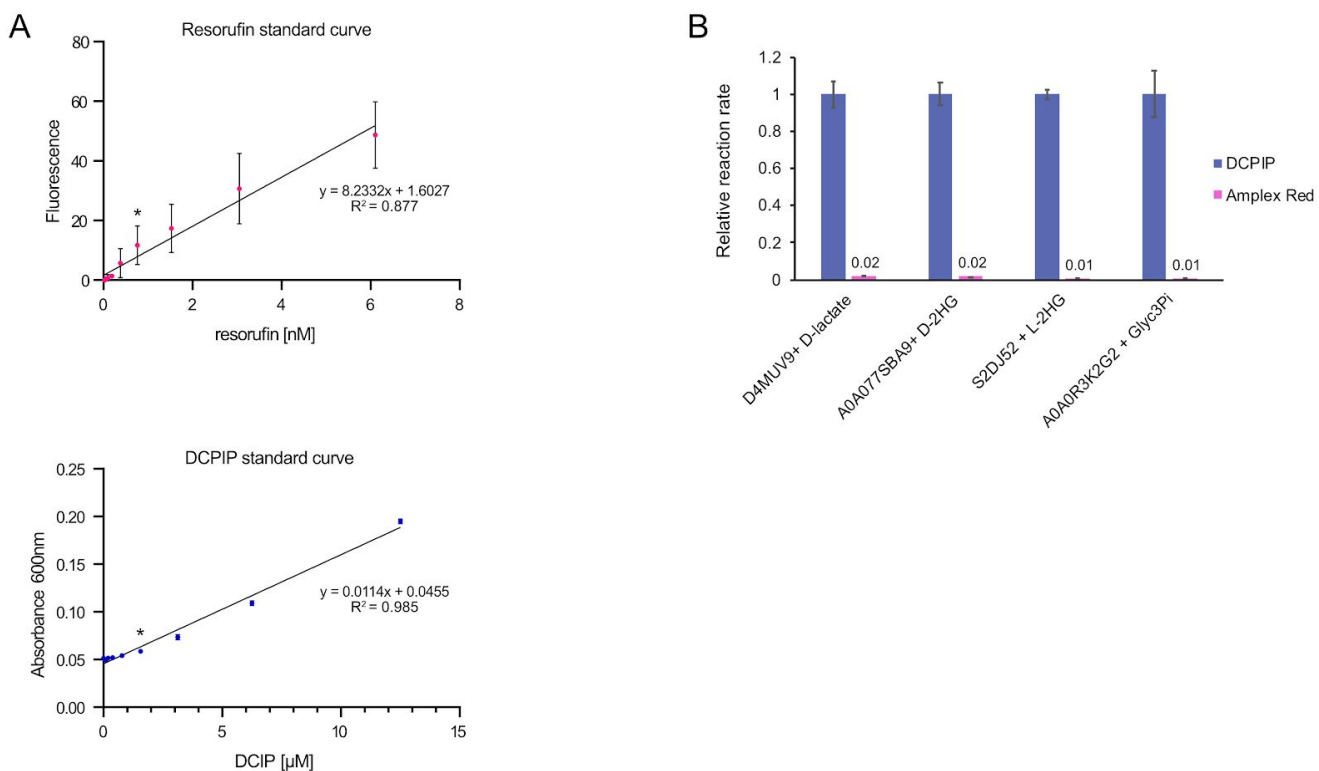 A
Resorufin standard curve
80
60
40
20
0
Fluorescence
*
y = 8.2332x + 1.6027
R² = 0.877
0 2 4 6 8
resorufin [nM]
DCPIP standard curve
0.25
0.20
0.15
0.10
0.05
0.00
Absorbance 600nm
*
y = 0.0114x + 0.0455
R² = 0.985
0 5 10 15
DCIP [µM]
B
1.2
1
0.8
0.6
0.4
0.2
0
Relative reaction rate
0.02 0.02 0.01 0.01
D4MUV9+ D-lactate
A0A077SBA9+ D-2HG
S2DJ52 + L-2HG
A0A0R3K2G2 + Glyc3Pi
DCPIP
Amplex Red